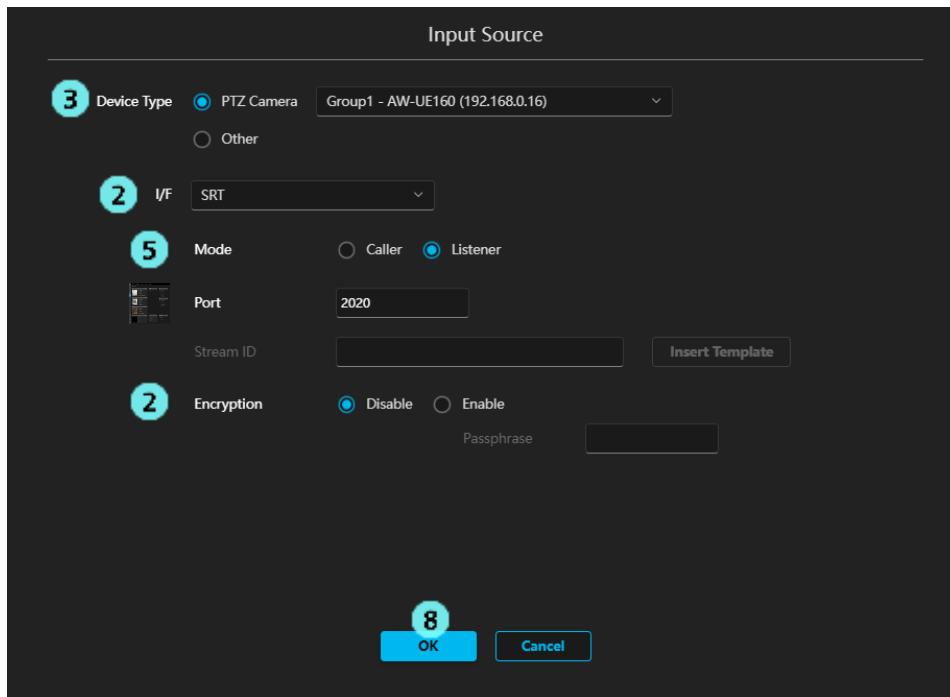 Input Source
3 Device Type PTZ Camera Group1 - AW-UE160 (192.168.0.16)
Other
2 I/F SRT
5 Mode Caller Listener
Port 2020
Stream ID Insert Template
2 Encryption Disable Enable
Passphrase
8
OK Cancel